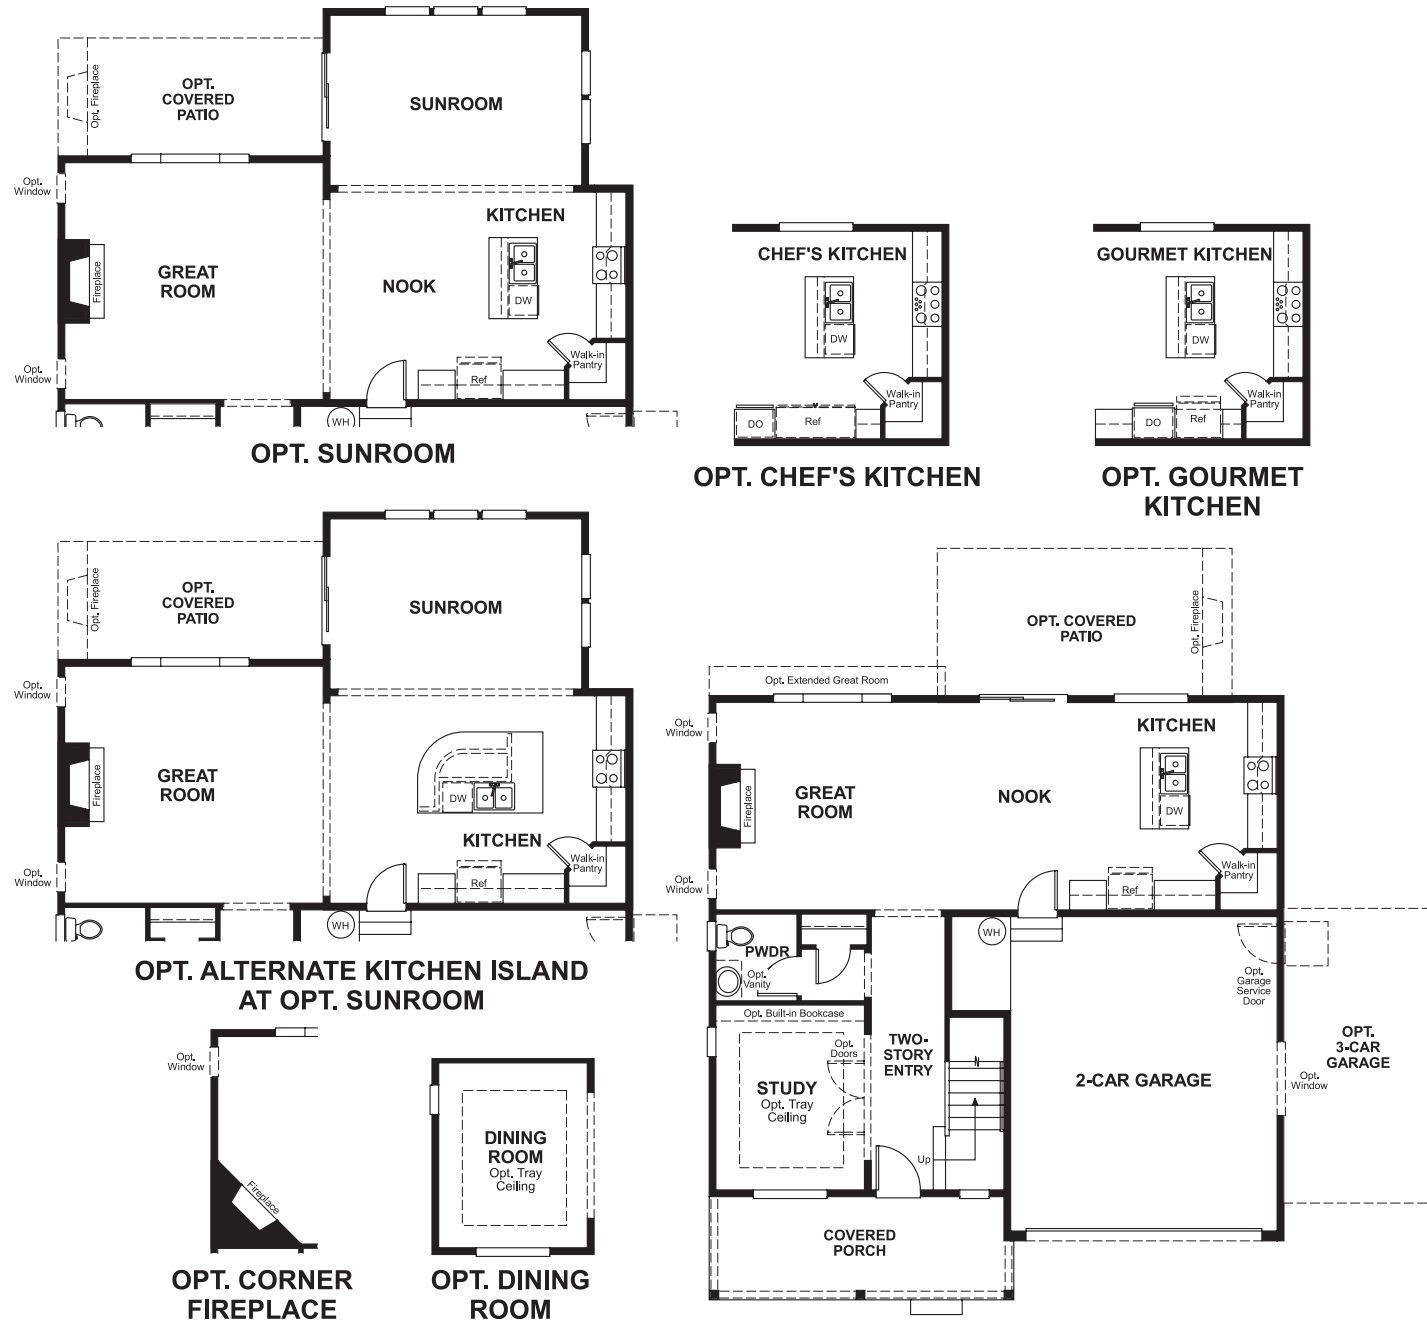 OPT.
COVERED
PATIO
Opt. Fireplace
SUNROOM
Opt.
Window
KITCHEN
GREAT
ROOM
Fireplace
NOOK
DW
Opt.
Window
Walk-in
Pantry
Ref
WH
OPT. SUNROOM
CHEF'S KITCHEN
DW
Walk-in
Pantry
DO
Ref
OPT. CHEF'S KITCHEN
GOURMET KITCHEN
DW
Walk-in
Pantry
DO
Ref
OPT. GOURMET
KITCHEN
OPT.
COVERED
PATIO
Opt. Fireplace
SUNROOM
Opt.
Window
GREAT
ROOM
Fireplace
DW
KITCHEN
Opt.
Window
Walk-in
Pantry
Ref
WH
OPT. ALTERNATE KITCHEN ISLAND
AT OPT. SUNROOM
Opt.
Window
Fireplace
OPT. CORNER
FIREPLACE
DINING
ROOM
Opt. Tray
Ceiling
OPT. DINING
ROOM
OPT. COVERED
PATIO
Opt. Fireplace
Opt. Extended Great Room
Opt.
Window
KITCHEN
GREAT
ROOM
Fireplace
NOOK
DW
Opt.
Window
Walk-in
Pantry
Ref
WH
PWDR
Opt.
Vanity
Opt.
Garage
Service
Door
Opt. Built-in Bookcase
Opt.
Doors
TWO-
STORY
ENTRY
OPT.
3-CAR
GARAGE
STUDY
Opt. Tray
Ceiling
2-CAR GARAGE
Opt.
Window
Up
COVERED
PORCH